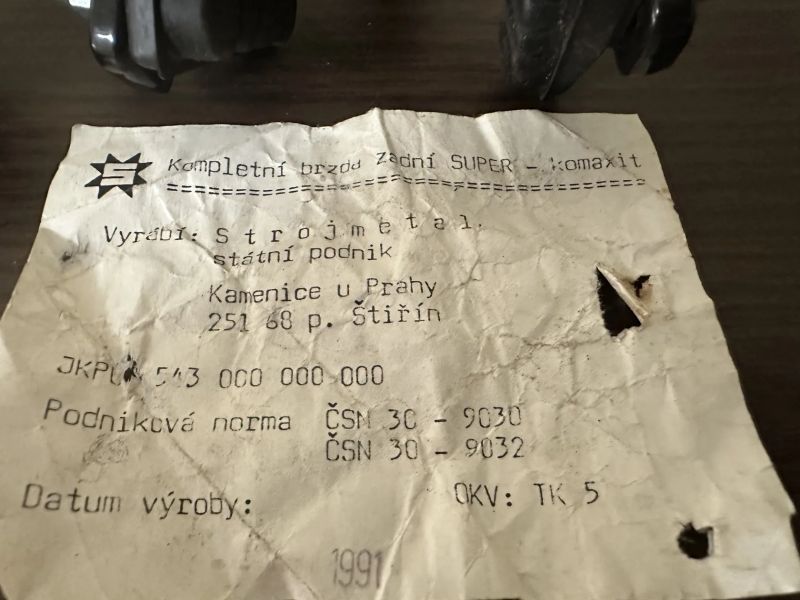 Kompletní brzda Zadní SUPER - komaxit
Vyrábí: S t r o j m e t a l,
státní podnik
Kamenice u Prahy
251 68 p. Štiřín
543 000 000 000
Podniková norma ČSN 30 - 9030
ČSN 30 - 9032
Datum výroby: OKV: TK 5
1991